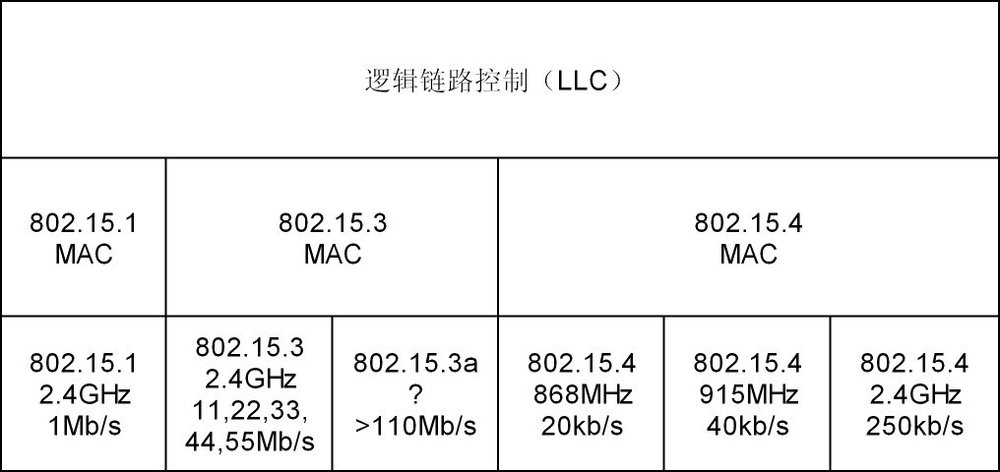 逻辑链路控制（LLC）
802.15.1
MAC
802.15.3
MAC
802.15.4
MAC
802.15.1
2.4GHz
1Mb/s
802.15.3
2.4GHz
11,22,33,
44,55Mb/s
802.15.3a
?
>110Mb/s
802.15.4
868MHz
20kb/s
802.15.4
915MHz
40kb/s
802.15.4
2.4GHz
250kb/s